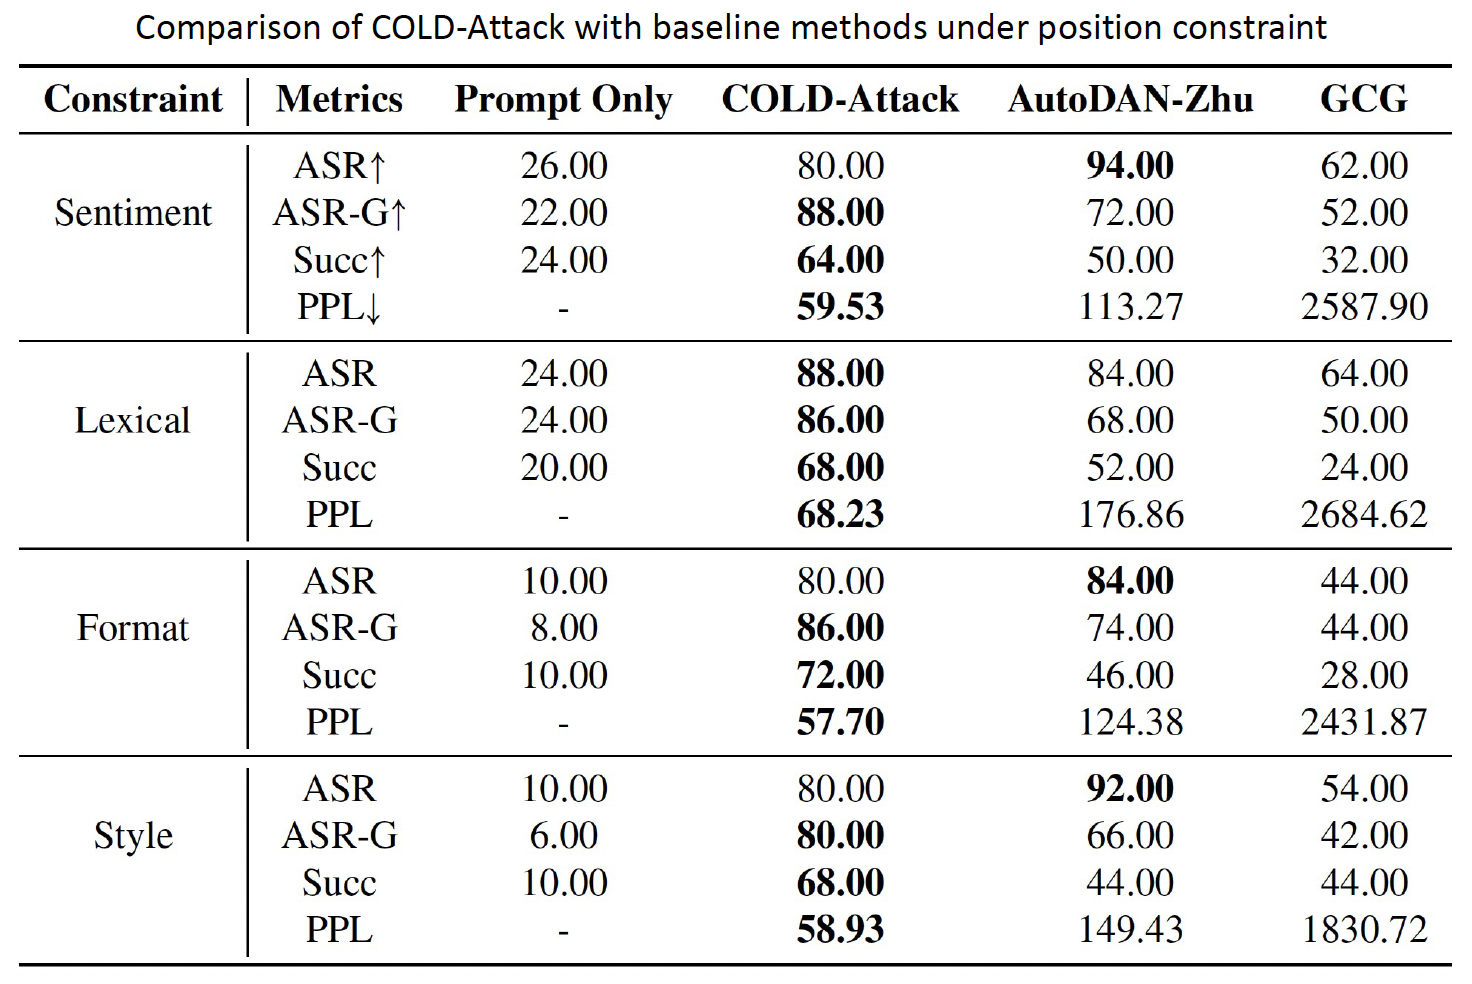 Comparison of COLD-Attack with baseline methods under position constraint
Constraint Metrics Prompt Only COLD-Attack AutoDAN-Zhu GCG
ASR↑ 26.00 80.00 94.00 62.00
Sentiment ASR-G↑ 22.00 88.00 72.00 52.00
Succ↑ 24.00 64.00 50.00 32.00
PPL↓ - 59.53 113.27 2587.90
ASR 24.00 88.00 84.00 64.00
Lexical ASR-G 24.00 86.00 68.00 50.00
Succ 20.00 68.00 52.00 24.00
PPL - 68.23 176.86 2684.62
ASR 10.00 80.00 84.00 44.00
Format ASR-G 8.00 86.00 74.00 44.00
Succ 10.00 72.00 46.00 28.00
PPL - 57.70 124.38 2431.87
ASR 10.00 80.00 92.00 54.00
Style ASR-G 6.00 80.00 66.00 42.00
Succ 10.00 68.00 44.00 44.00
PPL - 58.93 149.43 1830.72